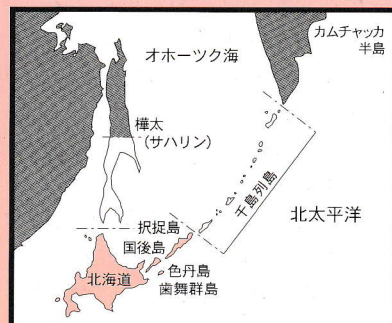 オホーツク海
カムチャッカ
半島
樺太
(サハリン)
千島列島
北太平洋
択捉島
国後島
北海道
色丹島
歯舞群島